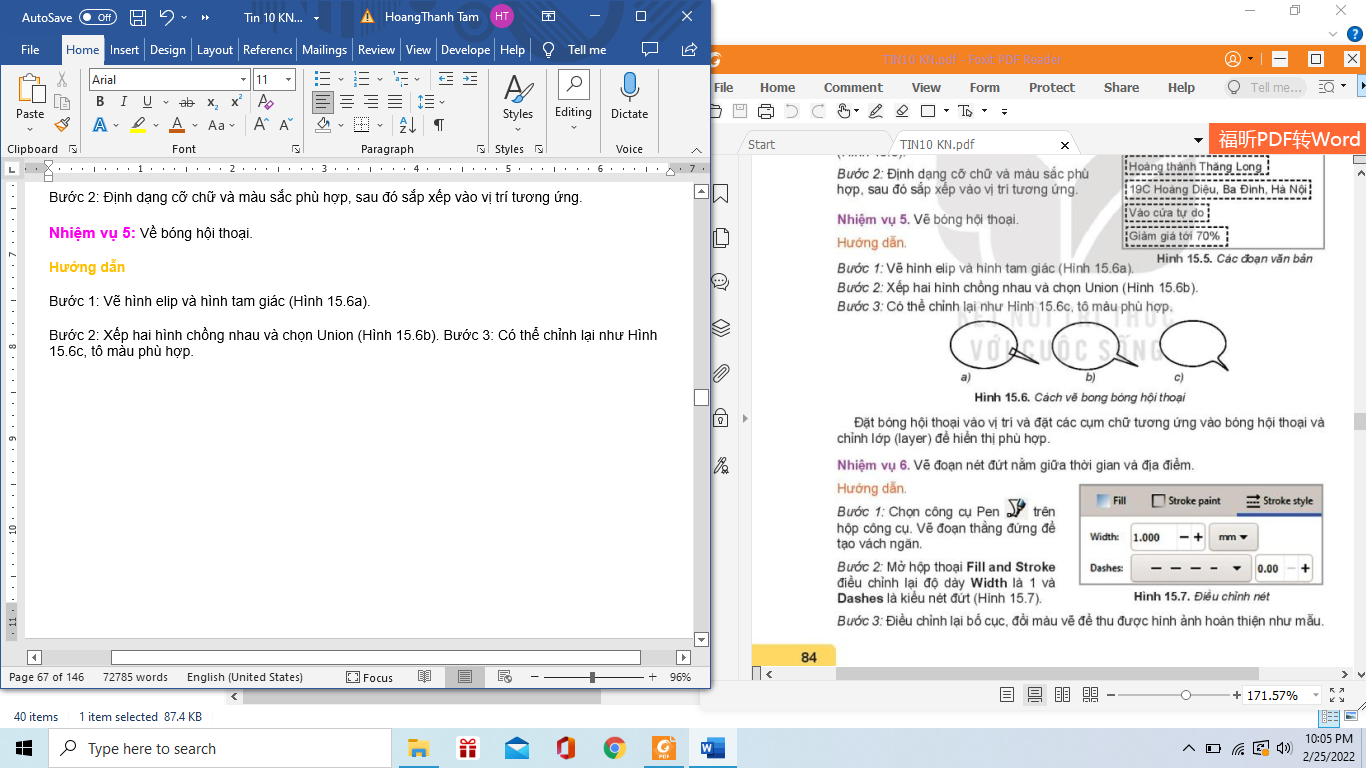 AutoSave Off Tin 10 KN... HoangThanh Tam HT
File Home Insert Design Layout Reference Mailings Review View Develope Help Tell me
Arial 11
Paste Styles Editing Dictate
Clipboard Font Paragraph Styles Voice
Bước 2: Định dạng cỡ chữ và màu sắc phù hợp, sau đó sắp xếp vào vị trí tương ứng.
Nhiệm vụ 5: Vẽ bóng hội thoại.
Hướng dẫn
Bước 1: Vẽ hình elip và hình tam giác (Hình 15.6a).
Bước 2: Xếp hai hình chồng nhau và chọn Union (Hình 15.6b). Bước 3: Có thể chỉnh lại như Hình
15.6c, tô màu phù hợp.
Page 67 of 146 72785 words English (United States) Focus 96%
TIN10 KN.pdf - Foxit PDF Reader
File Home Comment View Form Protect Share Help Tell me...
Start TIN10 KN.pdf 福昕PDF转Word
Bước 2: Định dạng cỡ chữ và màu sắc phù
hợp, sau đó sắp xếp vào vị trí tương ứng.
Hoàng thành Thăng Long
19C Hoàng Diệu, Ba Đình, Hà Nội
Vào cửa tự do
Giảm giá tới 70%
Hình 15.5. Các đoạn văn bản
Nhiệm vụ 5. Vẽ bóng hội thoại.
Hướng dẫn.
Bước 1: Vẽ hình elip và hình tam giác (Hình 15.6a).
Bước 2: Xếp hai hình chồng nhau và chọn Union (Hình 15.6b).
Bước 3: Có thể chỉnh lại như Hình 15.6c, tô màu phù hợp.
KẾT NỐI TRI THỨC
VỚI CUỘC SỐNG
a) b) c)
Hình 15.6. Cách vẽ bong bóng hội thoại
Đặt bóng hội thoại vào vị trí và đặt các cụm chữ tương ứng vào bóng hội thoại và
chỉnh lớp (layer) để hiển thị phù hợp.
Nhiệm vụ 6. Vẽ đoạn nét đứt nằm giữa thời gian và địa điểm.
Hướng dẫn.
Bước 1: Chọn công cụ Pen trên
hộp công cụ. Vẽ đoạn thẳng đứng để
tạo vách ngăn.
Bước 2: Mở hộp thoại Fill and Stroke
điều chỉnh lại độ dày Width là 1 và
Dashes là kiểu nét đứt (Hình 15.7).
Fill Stroke paint Stroke style
Width: 1.000 mm
Dashes: 0.00
Hình 15.7. Điều chỉnh nét
Bước 3: Điều chỉnh lại bố cục, đổi màu vẽ để thu được hình ảnh hoàn thiện như mẫu.
84
171.57%
40 items 1 item selected 87.4 KB
Type here to search
10:05 PM
2/25/2022